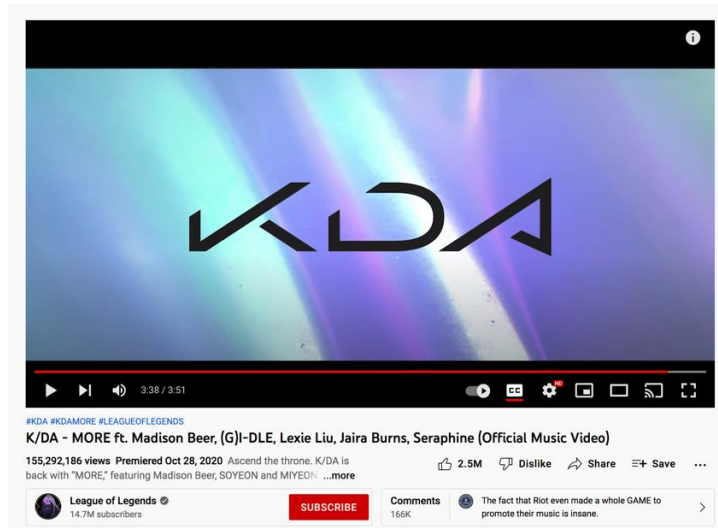 KDA
3:38 / 3:51
CC
HD
#KDA #KDAMORE #LEAGUEOFLEGENDS
K/DA - MORE ft. Madison Beer, (G)I-DLE, Lexie Liu, Jaira Burns, Seraphine (Official Music Video)
155,292,186 views Premiered Oct 28, 2020 Ascend the throne. K/DA is
back with "MORE," featuring Madison Beer, SOYEON and MIYEON ...more
2.5M Dislike Share Save
League of Legends
14.7M subscribers
SUBSCRIBE
Comments
166K
The fact that Riot even made a whole GAME to
promote their music is insane.